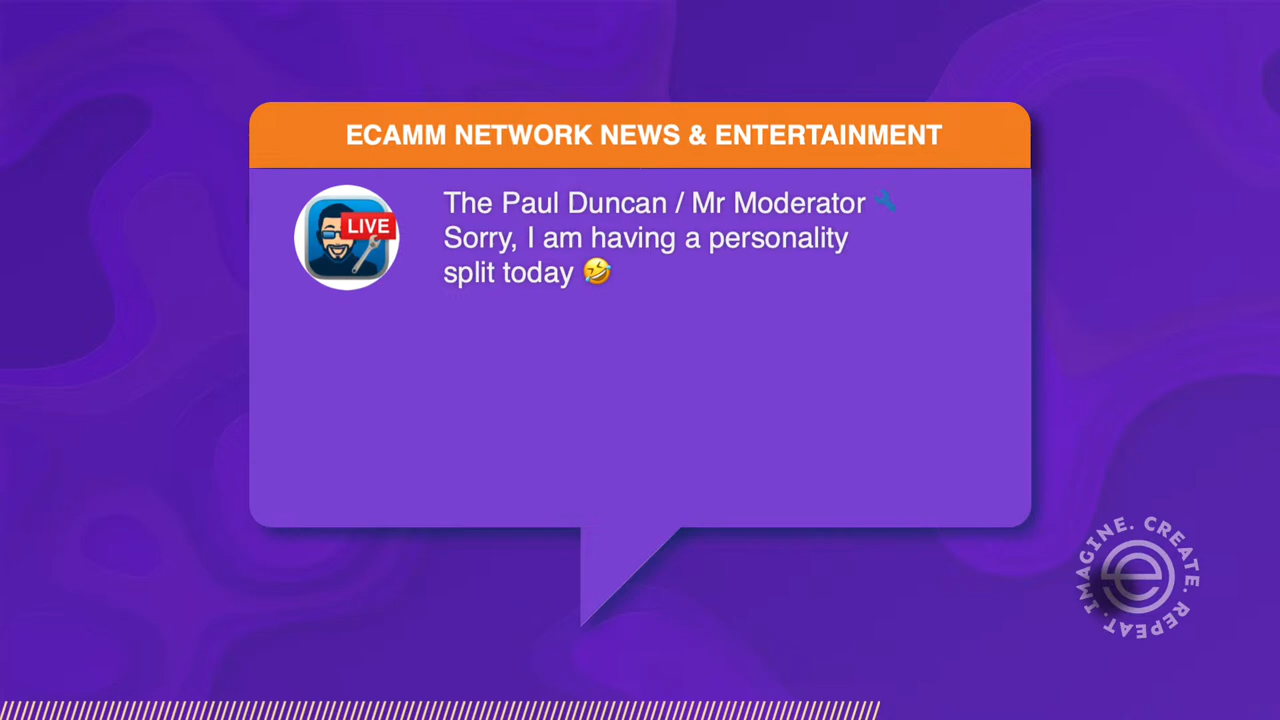 ECAMM NETWORK NEWS & ENTERTAINMENT
LIVE
The Paul Duncan / Mr Moderator 🔧
Sorry, I am having a personality
split today 🤣
IMAGINE. CREATE. REPEAT.